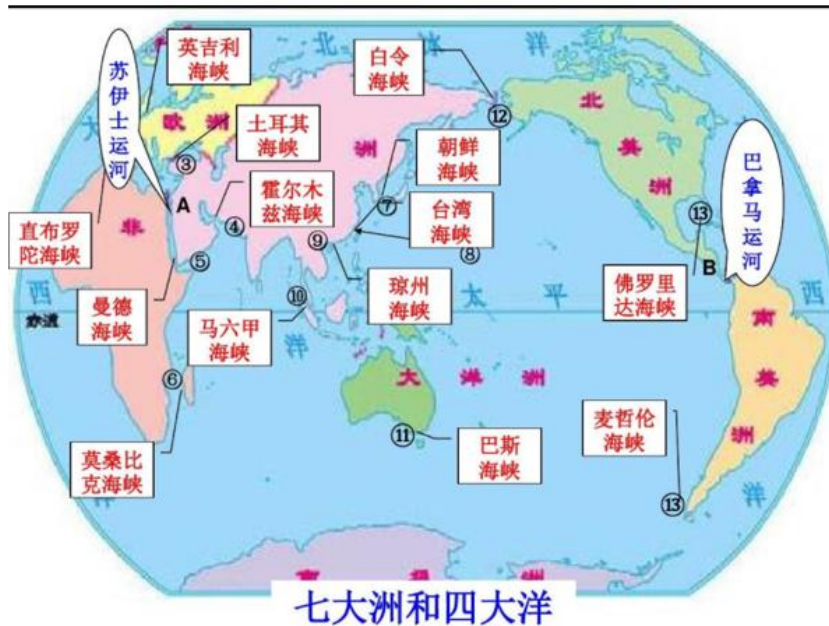 英吉利
海峡
北
冰
洋
白令
海峡
苏伊士运河
大
欧 洲
土耳其
海峡
⑫
北
美
洲
③
洲
朝鲜
海峡
巴拿马运河
直布罗
陀海峡
非
A
霍尔木
兹海峡
④
⑦
台湾
海峡
⑬
⑤
⑨
⑧
B
西
曼德
海峡
⑩
琼州
海峡
太 平
佛罗里
达海峡
西
赤道
马六甲
海峡
洋
南
美
洲
⑥
大 洋 洲
莫桑比
克海峡
⑪
巴斯
海峡
麦哲伦
海峡
洋
⑬
南 极 洲
七大洲和四大洋